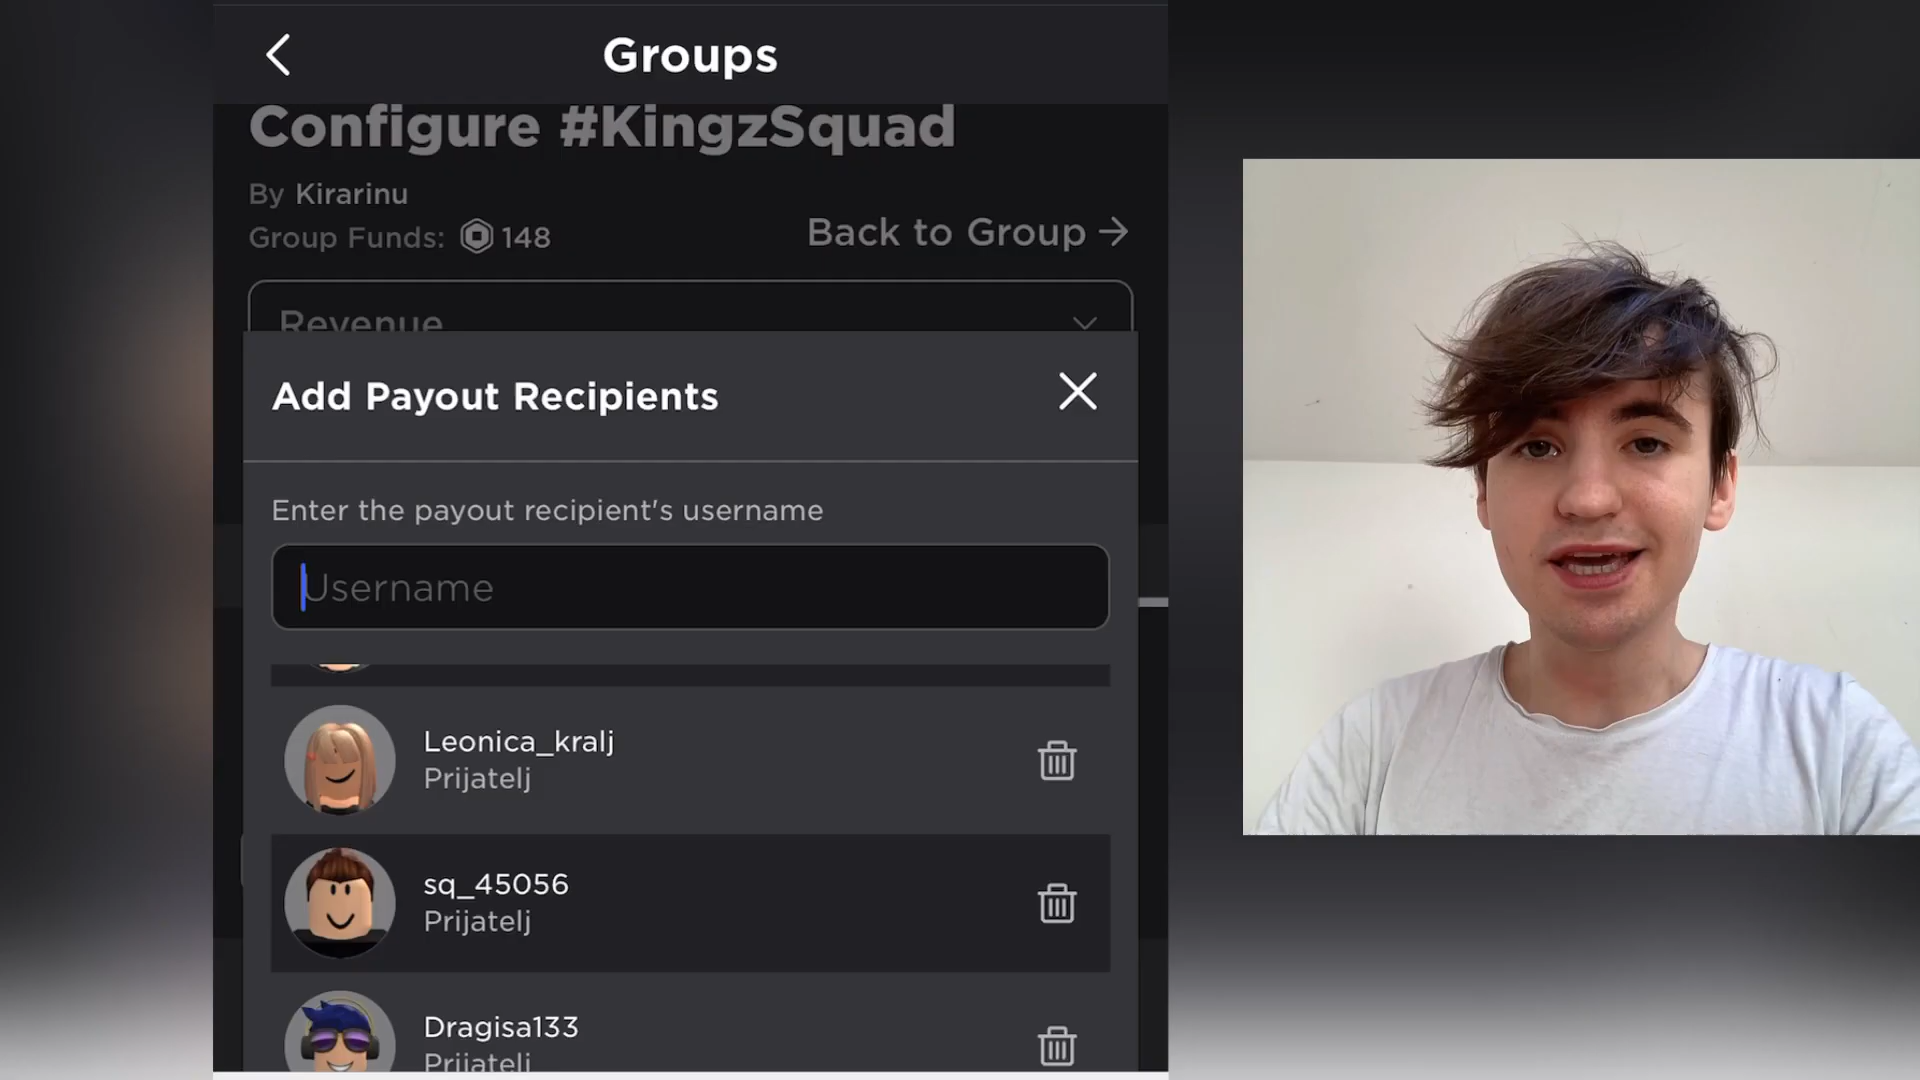 Groups
Configure #KingzSquad
By Kirarinu
Group Funds: 148
Back to Group
Revenue
Add Payout Recipients
Enter the payout recipient's username
Username
Leonica_kralj
Prijatelj
sq_45056
Prijatelj
Dragisa133
Prijatelj